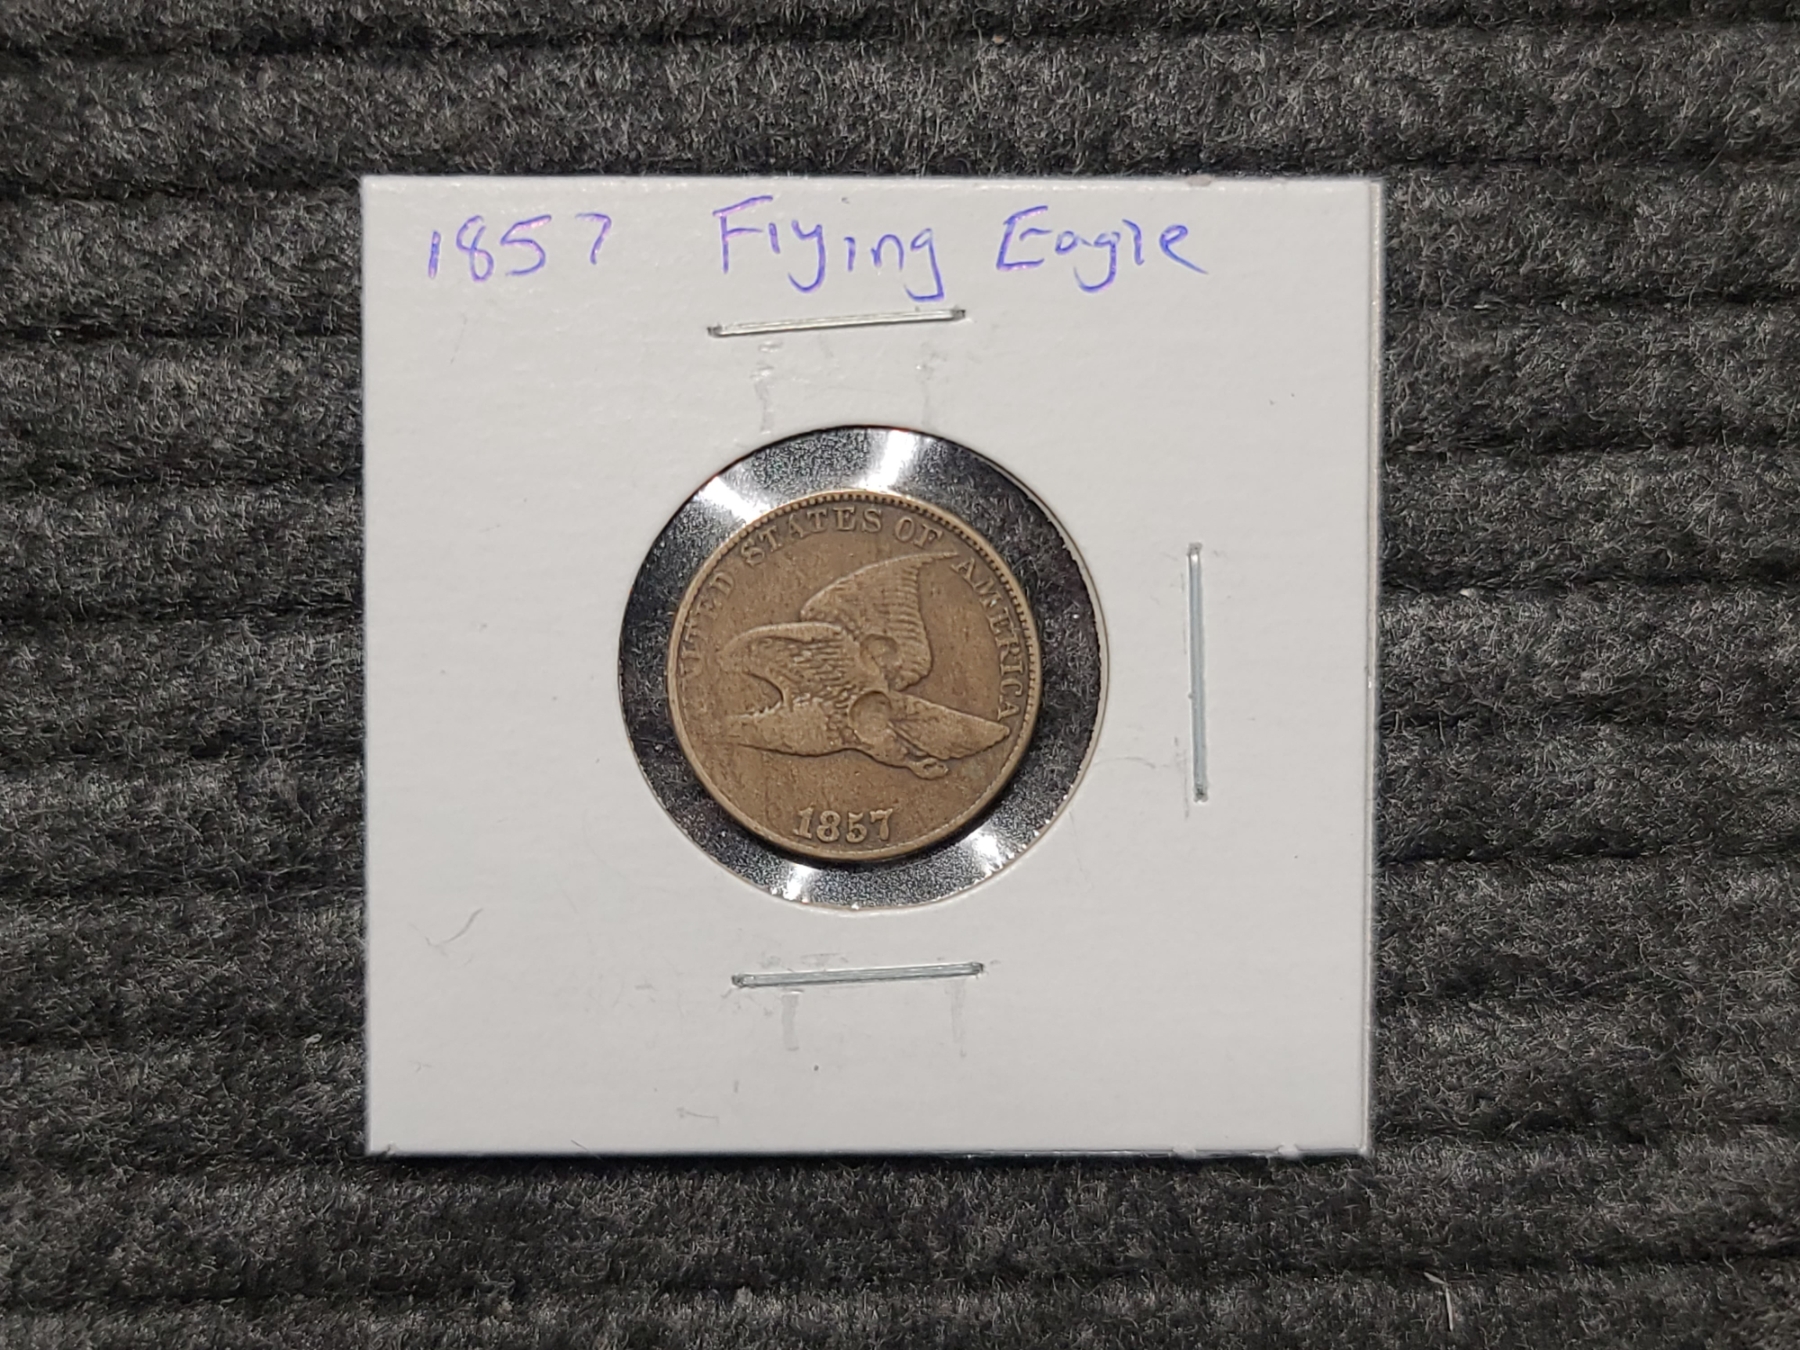 1857 Flying Eagle
UNITED STATES OF AMERICA
1857